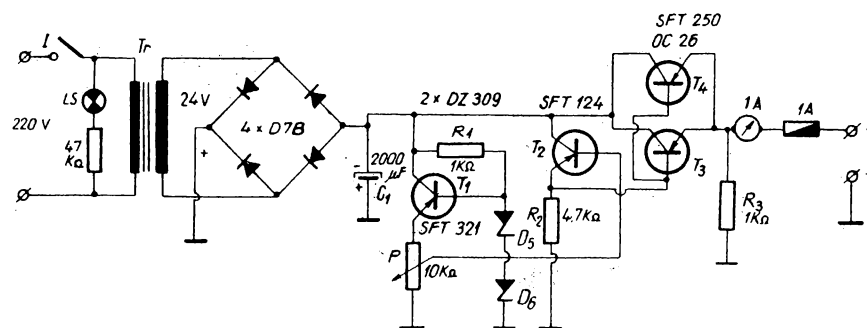 SFT 250
OC 26
I
Tr
LS
220 V
47
KΩ
24V
4 x D7B
+
2 x DZ 309
SFT 124
T4
1A
1A
R1
1KΩ
T2
-
2000
μF
+
C1
T1
T3
SFT 321
R2
4.7KΩ
D5
R3
1KΩ
P
10KΩ
D6